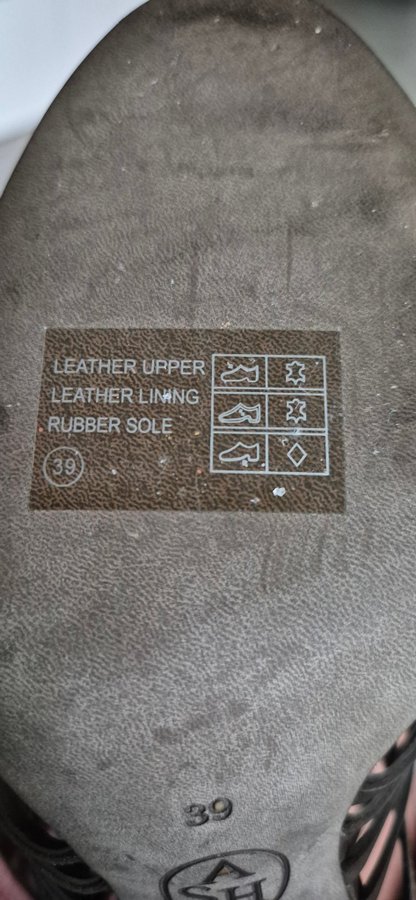 LEATHER UPPER
LEATHER LINING
RUBBER SOLE
39
39
ASH